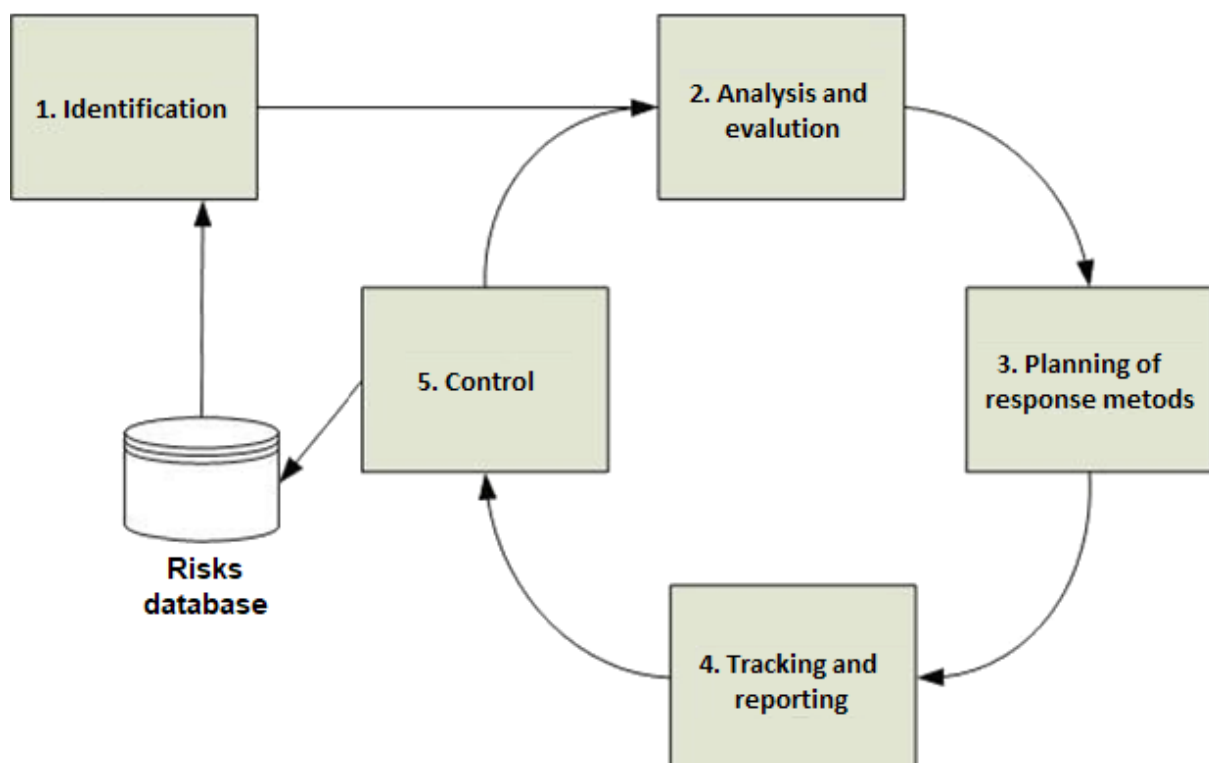 1. Identification
2. Analysis and
evalution
3. Planning of
response metods
5. Control
Risks
database
4. Tracking and
reporting